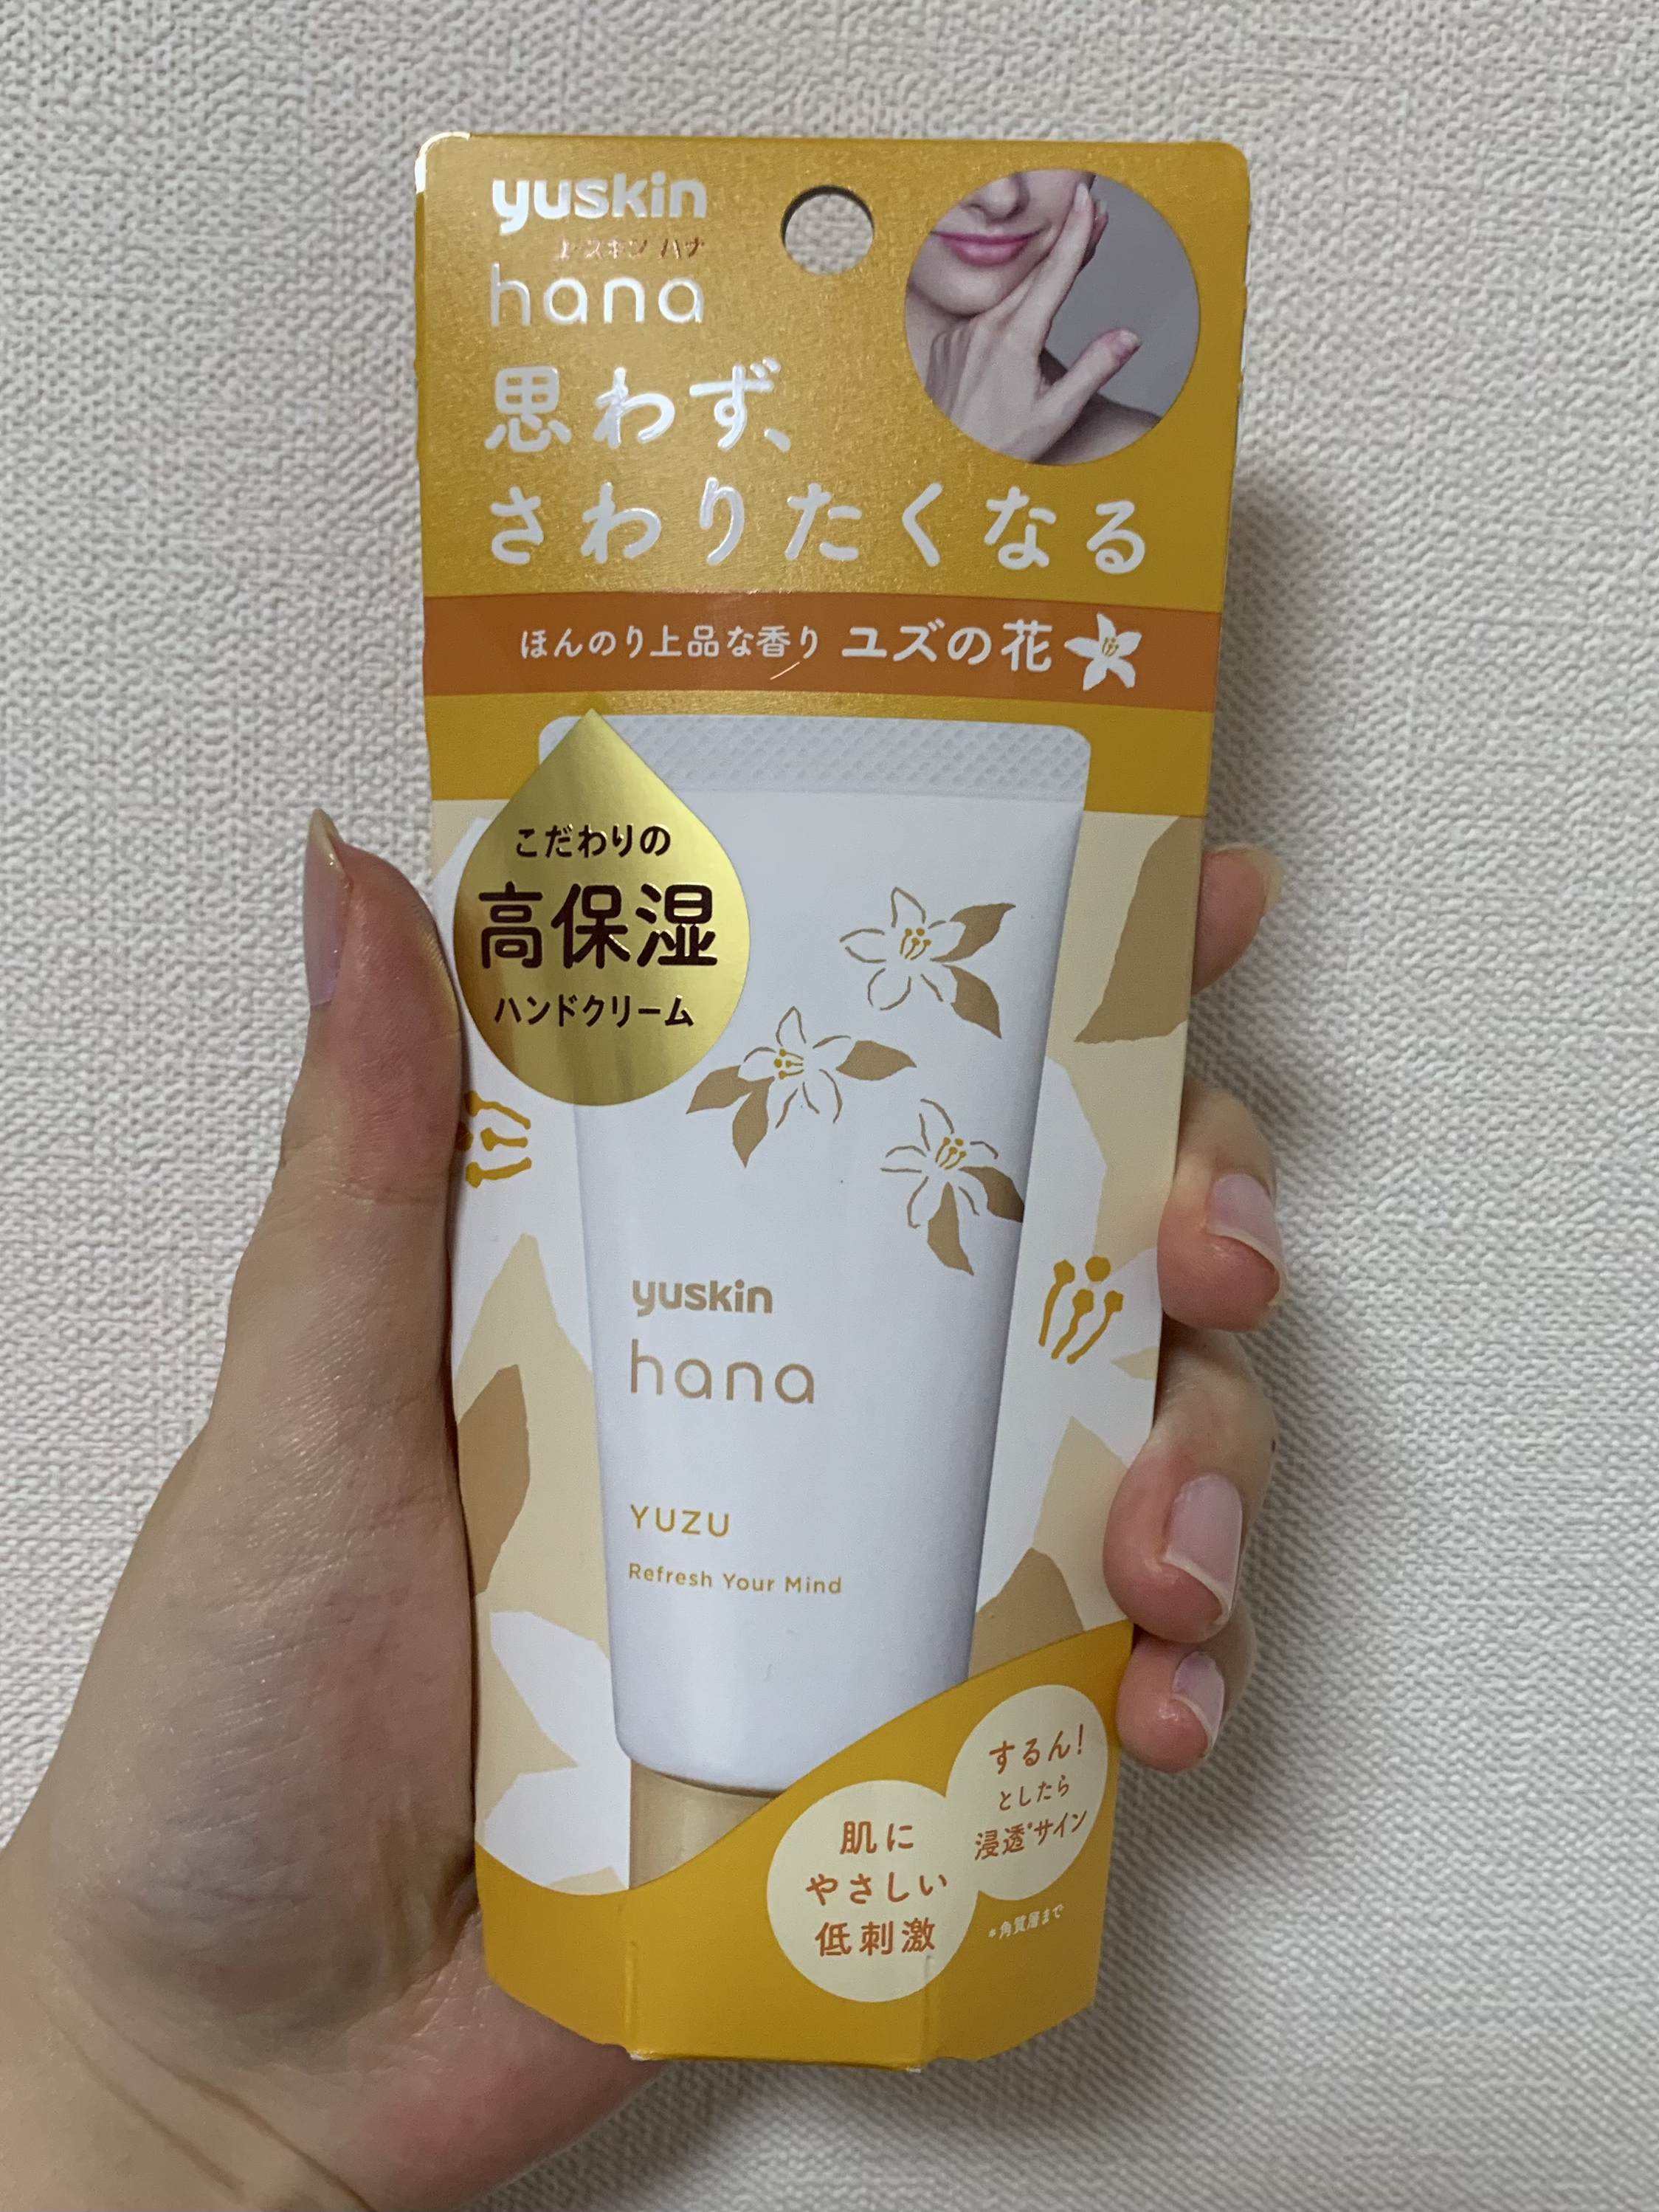 yuskin
ユースキン ハナ
hana
思わず、
さわりたくなる
ほんのり上品な香り ユズの花
こだわりの
高保湿
ハンドクリーム
yuskin
hana
YUZU
Refresh Your Mind
するん!
としたら
浸透*サイン
肌に
やさしい
低刺激
*角質層まで